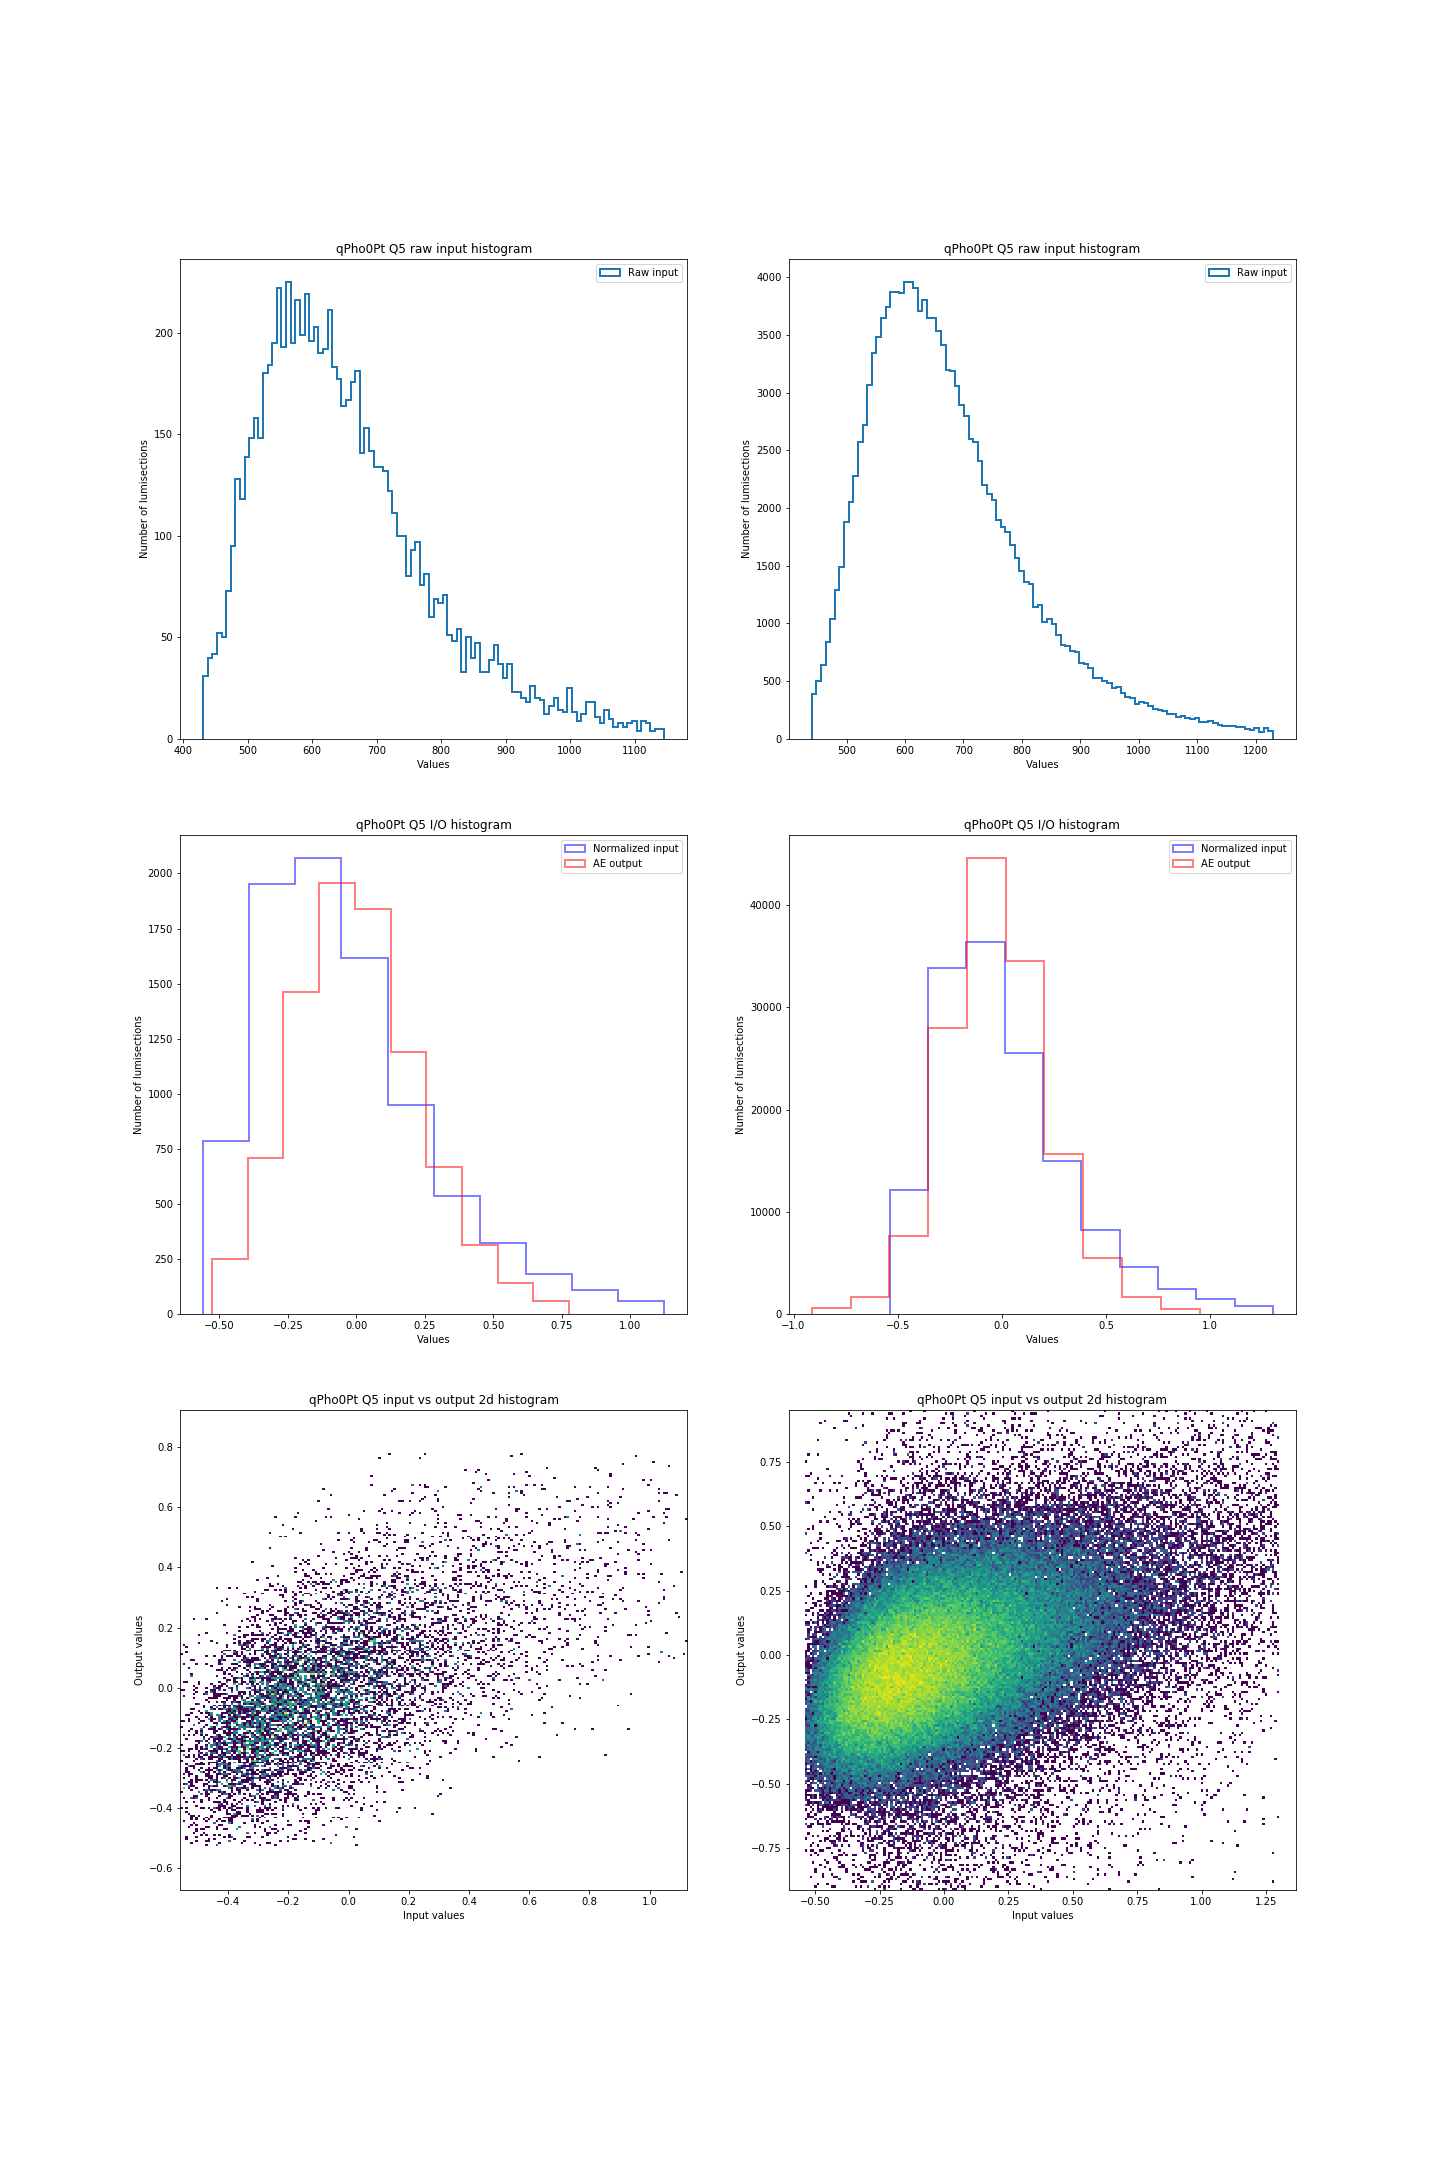 qPho0Pt Q5 raw input histogram
Raw input
Number of lumisections
200
150
100
50
0
400 500 600 700 800 900 1000 1100
Values
qPho0Pt Q5 raw input histogram
Raw input
Number of lumisections
4000
3500
3000
2500
2000
1500
1000
500
0
500 600 700 800 900 1000 1100 1200
Values
qPho0Pt Q5 I/O histogram
Normalized input
AE output
Number of lumisections
2000
1750
1500
1250
1000
750
500
250
0
−0.50 −0.25 0.00 0.25 0.50 0.75 1.00
Values
qPho0Pt Q5 I/O histogram
Normalized input
AE output
Number of lumisections
40000
30000
20000
10000
0
−1.0 −0.5 0.0 0.5 1.0
Values
qPho0Pt Q5 input vs output 2d histogram
Output values
0.8
0.6
0.4
0.2
0.0
−0.2
−0.4
−0.6
−0.4 −0.2 0.0 0.2 0.4 0.6 0.8 1.0
Input values
qPho0Pt Q5 input vs output 2d histogram
Output values
0.75
0.50
0.25
0.00
−0.25
−0.50
−0.75
−0.50 −0.25 0.00 0.25 0.50 0.75 1.00 1.25
Input values